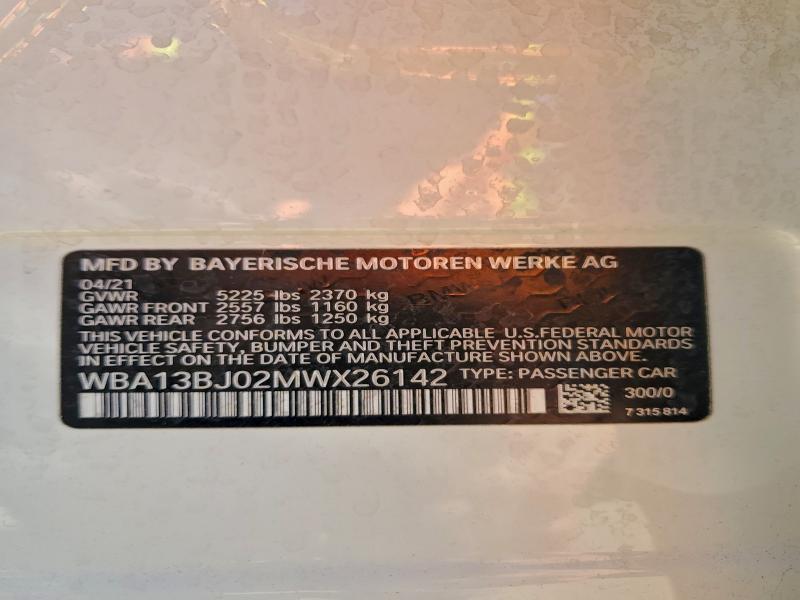 MFD BY BAYERISCHE MOTOREN WERKE AG
04/21
GVWR 5225 lbs 2370 kg
GAWR FRONT 2557 lbs 1160 kg
GAWR REAR 2756 lbs 1250 kg
THIS VEHICLE CONFORMS TO ALL APPLICABLE U.S.FEDERAL MOTOR
VEHICLE SAFETY, BUMPER, AND THEFT PREVENTION STANDARDS
IN EFFECT ON THE DATE OF MANUFACTURE SHOWN ABOVE.
WBA13BJ02MWX26142 TYPE: PASSENGER CAR
300/0
7 315 814